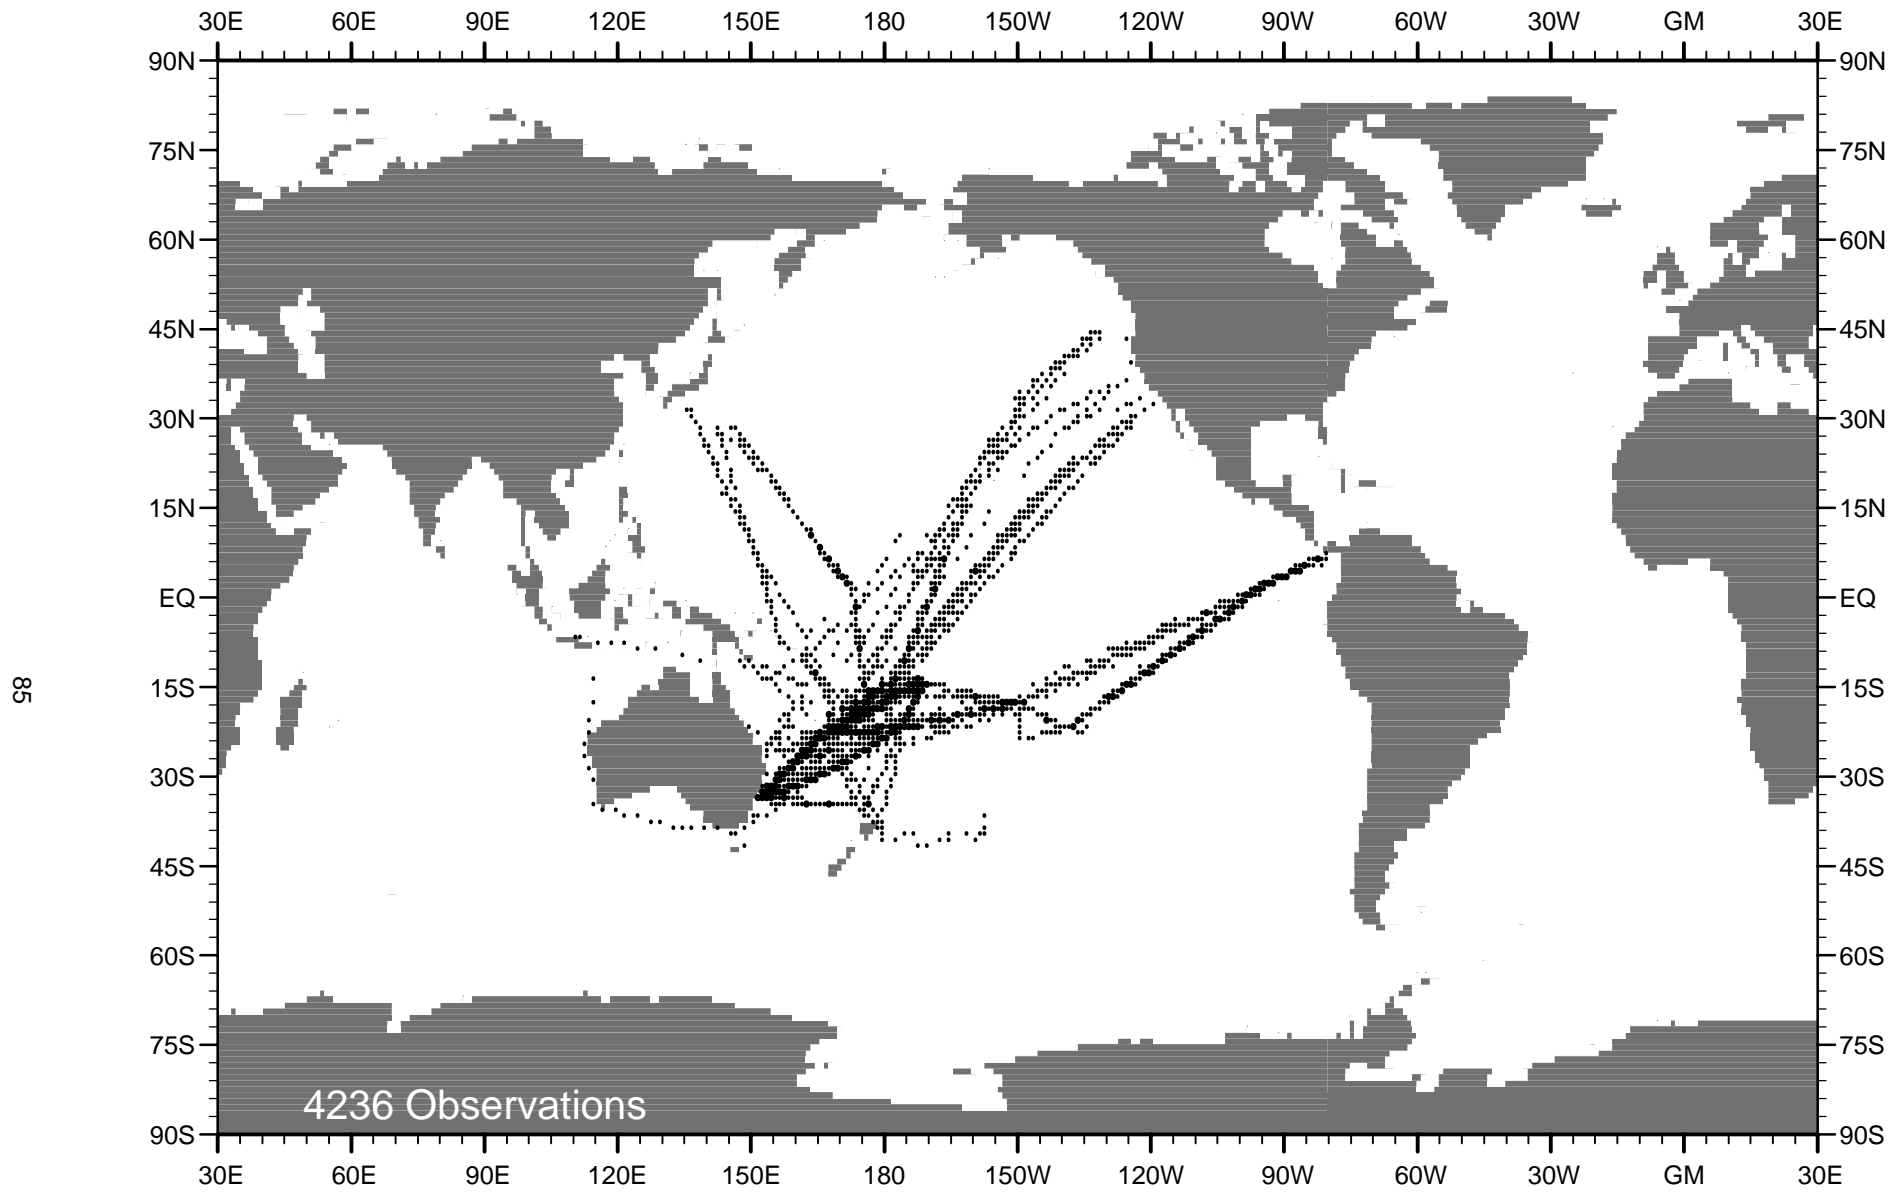 30E 60E 90E 120E 150E 180 150W 120W 90W 60W 30W GM 30E
90N 90N
75N 75N
60N 60N
45N 45N
30N 30N
15N 15N
EQ EQ
85
15S 15S
30S 30S
45S 45S
60S 60S
75S 75S
4236 Observations
90S 90S
30E 60E 90E 120E 150E 180 150W 120W 90W 60W 30W GM 30E